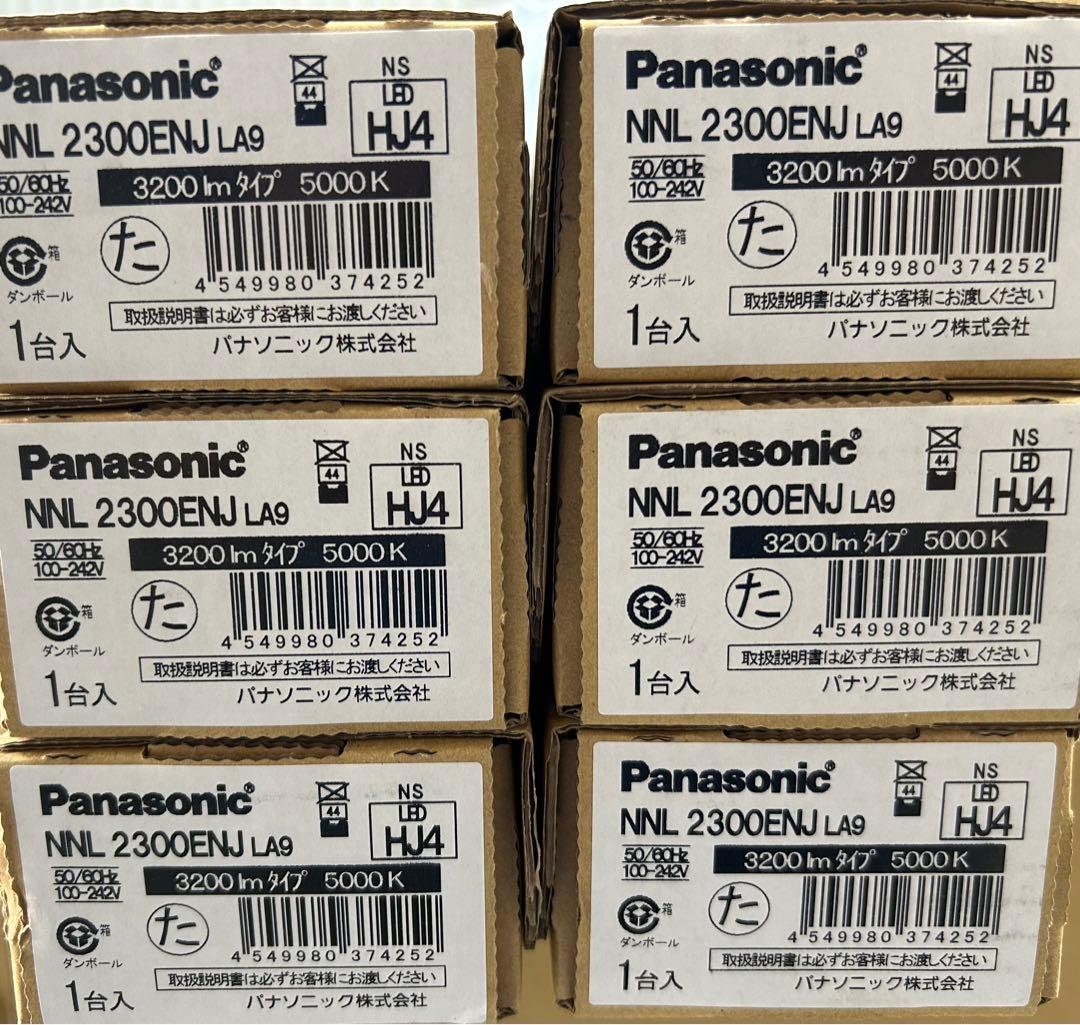 Panasonic®
44
NS
LED
HJ4
NNL 2300ENJ LA9
50/60Hz
100-242V
3200 lm タイプ 5000K
た
箱
ダンボール
4 549980 374252
取扱説明書は必ずお客様にお渡しください
1台入
パナソニック株式会社
Panasonic®
44
NS
LED
HJ4
NNL 2300ENJ LA9
50/60Hz
100-242V
3200 lm タイプ 5000K
た
箱
ダンボール
4 549980 374252
取扱説明書は必ずお客様にお渡しください
1台入
パナソニック株式会社
Panasonic®
44
NS
LED
HJ4
NNL 2300ENJ LA9
50/60Hz
100-242V
3200 lm タイプ 5000K
た
箱
ダンボール
4 549980 374252
取扱説明書は必ずお客様にお渡しください
1台入
パナソニック株式会社
Panasonic®
44
NS
LED
HJ4
NNL 2300ENJ LA9
50/60Hz
100-242V
3200 lm タイプ 5000K
た
箱
ダンボール
4 549980 374252
取扱説明書は必ずお客様にお渡しください
1台入
パナソニック株式会社
Panasonic®
44
NS
LED
HJ4
NNL 2300ENJ LA9
50/60Hz
100-242V
3200 lm タイプ 5000K
た
箱
ダンボール
4 549980 374252
取扱説明書は必ずお客様にお渡しください
1台入
パナソニック株式会社
Panasonic®
44
NS
LED
HJ4
NNL 2300ENJ LA9
50/60Hz
100-242V
3200 lm タイプ 5000K
た
箱
ダンボール
4 549980 374252
取扱説明書は必ずお客様にお渡しください
1台入
パナソニック株式会社